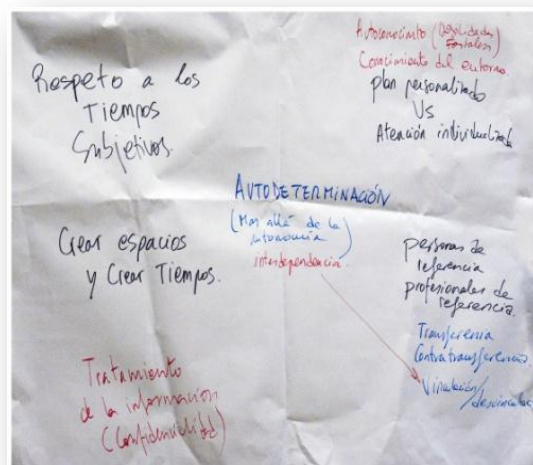 Respeto a los
Tiempos
Subjetivos.
Autoconocimiento (Debilidades
Fortalezas)
Conocimiento del entorno.
plan personalizado
Vs
Atención individualizada
AUTODETERMINACIÓN
(Mas allá de la
autonomía)
interdependencia.
Crear espacios
y Crear Tiempos.
personas de
referencia
profesionales de
referencia.
Transferencia
Contratransferencia.
Vinculación/
desvinculac
Tratamiento
de la información
(Confidencialidad)